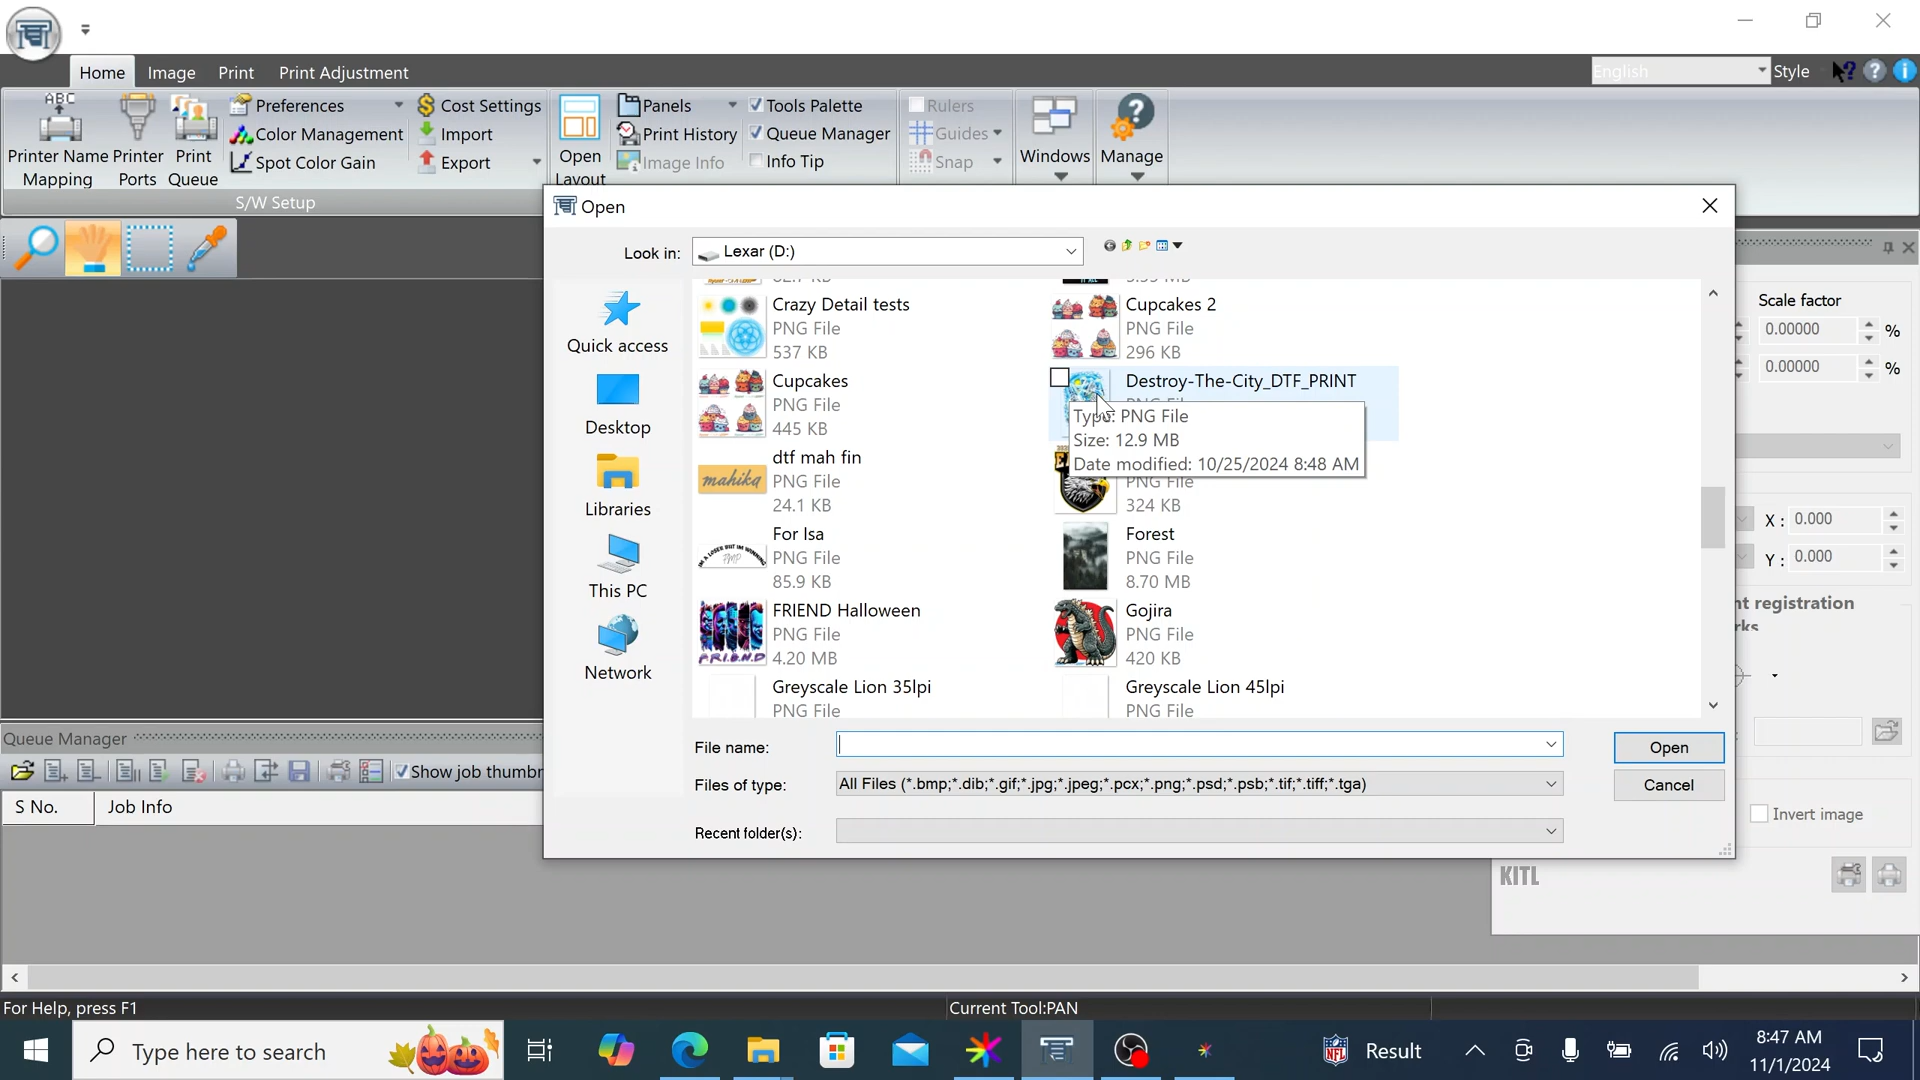 Home Image Print Print Adjustment
English Style
ABC
Printer Name Mapping
Printer Ports
Print Queue
Preferences
Color Management
Spot Color Gain
Cost Settings
Import
Export
S/W Setup
Open Layout
Panels
Print History
Image Info
Tools Palette
Queue Manager
Info Tip
Rulers
Guides
Snap
Windows
Manage
Open
Look in: Lexar (D:)
Quick access
Desktop
Libraries
This PC
Network
Crazy Detail tests
PNG File
537 KB
Cupcakes 2
PNG File
296 KB
Cupcakes
PNG File
445 KB
Destroy-The-City_DTF_PRINT
Type: PNG File
Size: 12.9 MB
Date modified: 10/25/2024 8:48 AM
dtf mah fin
PNG File
24.1 KB
mahika
PNG File
324 KB
For Isa
PNG File
85.9 KB
Forest
PNG File
8.70 MB
FRIEND Halloween
PNG File
4.20 MB
F.R.I.E.N.D
Gojira
PNG File
420 KB
Greyscale Lion 35lpi
PNG File
Greyscale Lion 45lpi
PNG File
File name:
Files of type: All Files (*.bmp;*.dib;*.gif;*.jpg;*.jpeg;*.pcx;*.png;*.psd;*.psb;*.tif;*.tiff;*.tga)
Recent folder(s):
Open
Cancel
Scale factor
0.00000 %
0.00000 %
X : 0.000
Y : 0.000
nt registration
rks
Invert image
KITL
Queue Manager
Show job thumbr
S No. Job Info
For Help, press F1
Current Tool:PAN
Type here to search
Result
8:47 AM
11/1/2024